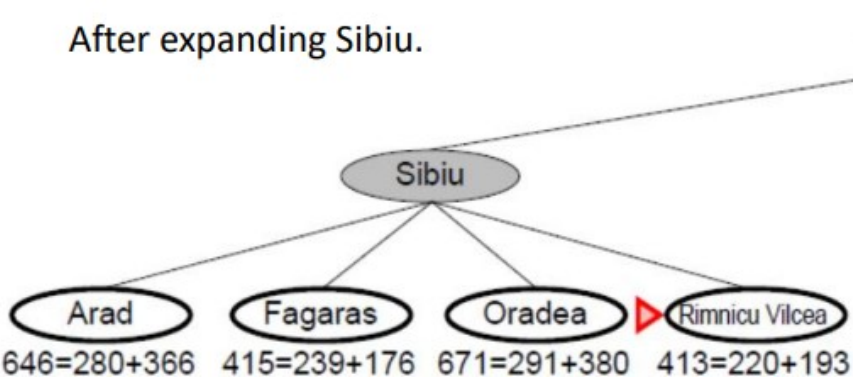 After expanding Sibiu.
Sibiu
Arad Fagaras Oradea Rimnicu Vilcea
646=280+366 415=239+176 671=291+380 413=220+193